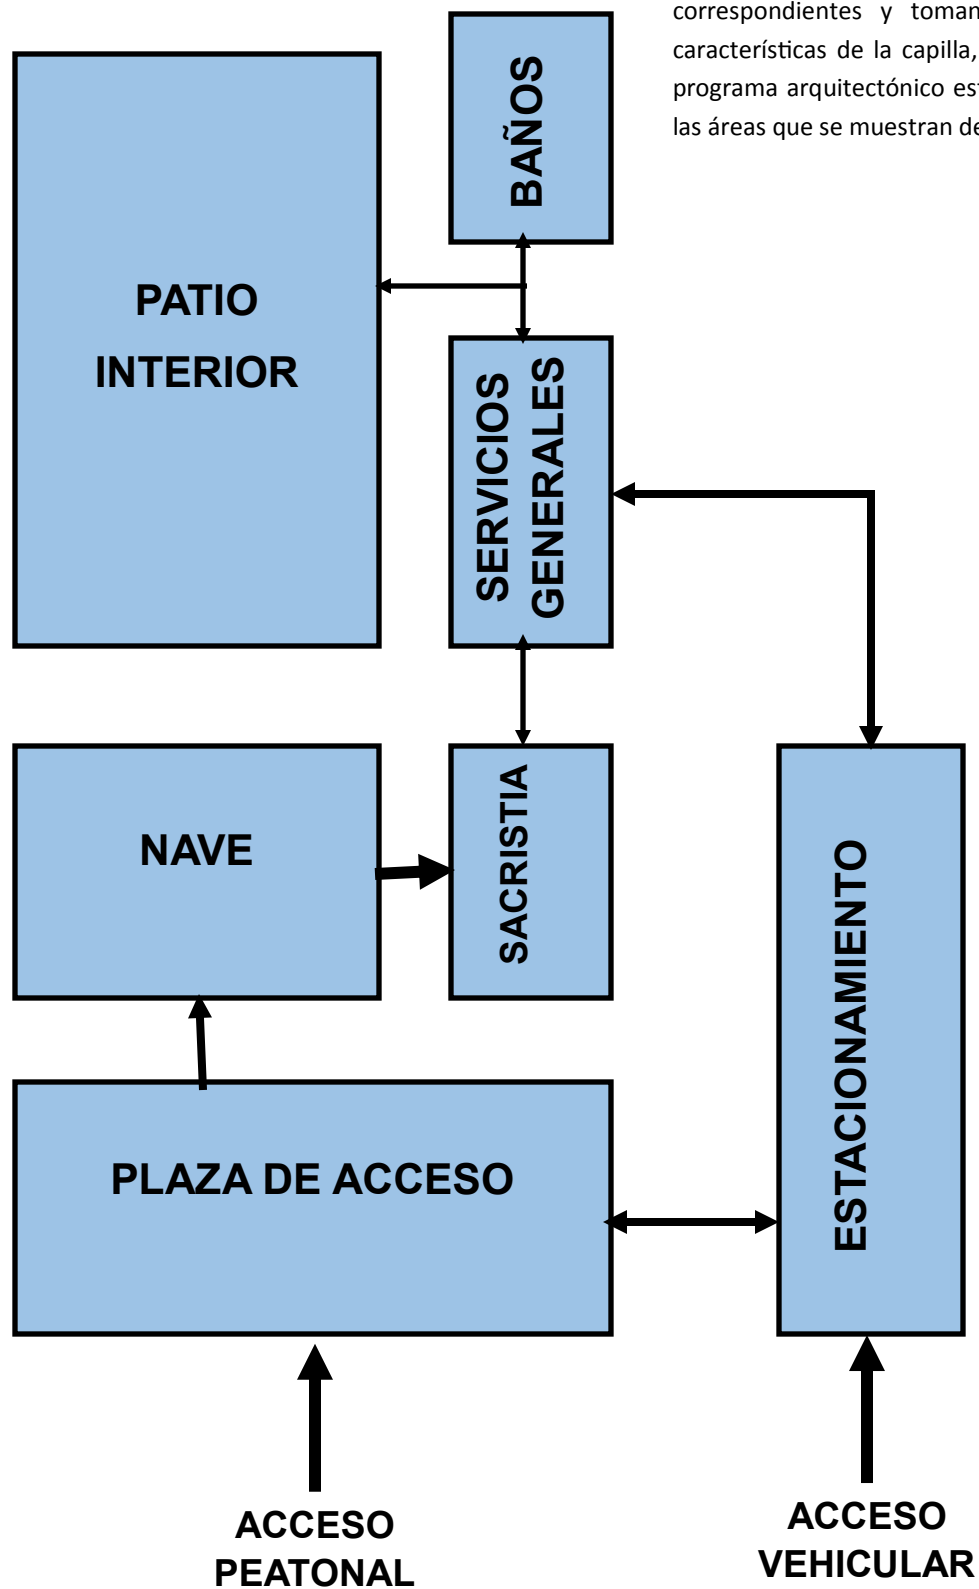 correspondientes y toman
características de la capilla,
programa arquitectónico es
las áreas que se muestran de
BAÑOS
PATIO
INTERIOR
SERVICIOS
GENERALES
NAVE
SACRISTIA
ESTACIONAMIENTO
PLAZA DE ACCESO
ACCESO
PEATONAL
ACCESO
VEHICULAR